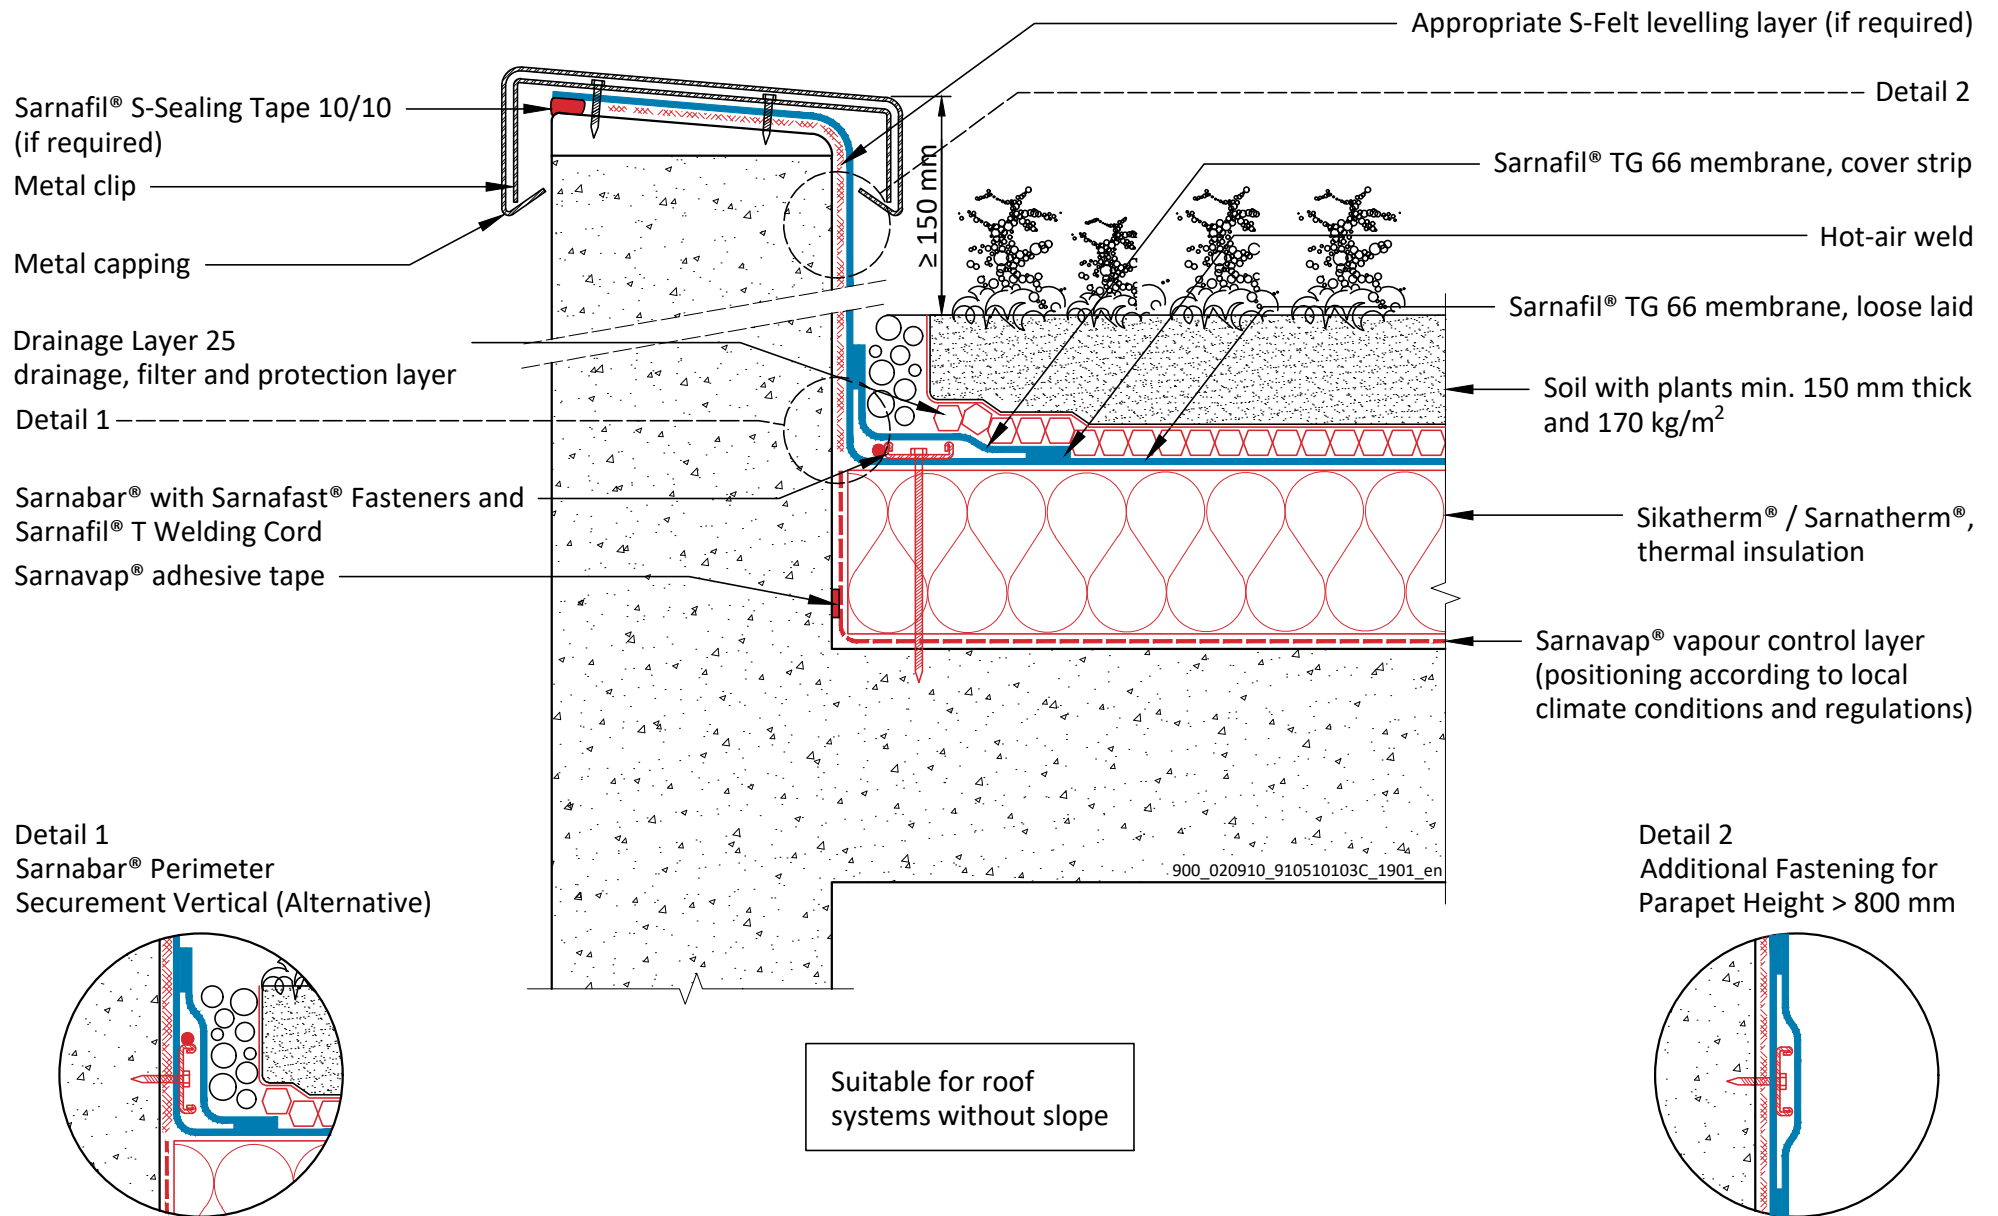 Appropriate S-Felt levelling layer (if required)
Detail 2
Sarnafil® TG 66 membrane, cover strip
Hot-air weld
Sarnafil® TG 66 membrane, loose laid
Soil with plants min. 150 mm thick
and 170 kg/m²
Sikatherm® / Sarnatherm®,
thermal insulation
Sarnavap® vapour control layer
(positioning according to local
climate conditions and regulations)
Sarnafil® S-Sealing Tape 10/10
(if required)
Metal clip
Metal capping
Drainage Layer 25
drainage, filter and protection layer
Detail 1
Sarnabar® with Sarnafast® Fasteners and
Sarnafil® T Welding Cord
Sarnavap® adhesive tape
≥ 150 mm
900_020910_910510103C_1901_en
Detail 1
Sarnabar® Perimeter
Securement Vertical (Alternative)
Suitable for roof
systems without slope
Detail 2
Additional Fastening for
Parapet Height > 800 mm